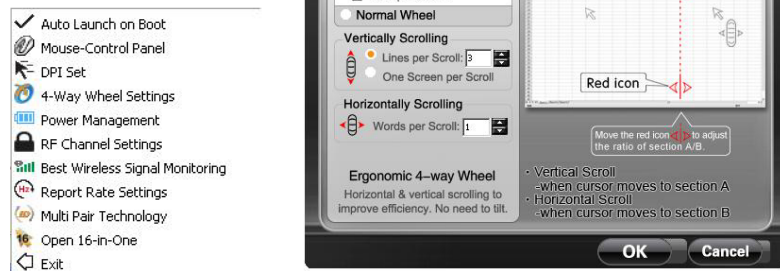 Auto Launch on Boot
Mouse-Control Panel
DPI Set
4-Way Wheel Settings
Power Management
RF Channel Settings
Best Wireless Signal Monitoring
Hz Report Rate Settings
Multi Pair Technology
16 Open 16-in-One
Exit
Normal Wheel
Vertically Scrolling
Lines per Scroll: 3
One Screen per Scroll
Horizontally Scrolling
Words per Scroll: 1
Ergonomic 4-way Wheel
Horizontal & vertical scrolling to
improve efficiency. No need to tilt.
Red icon
Move the red icon to adjust
the ratio of section A/B.
· Vertical Scroll
-when cursor moves to section A
· Horizontal Scroll
-when cursor moves to section B
OK
Cancel